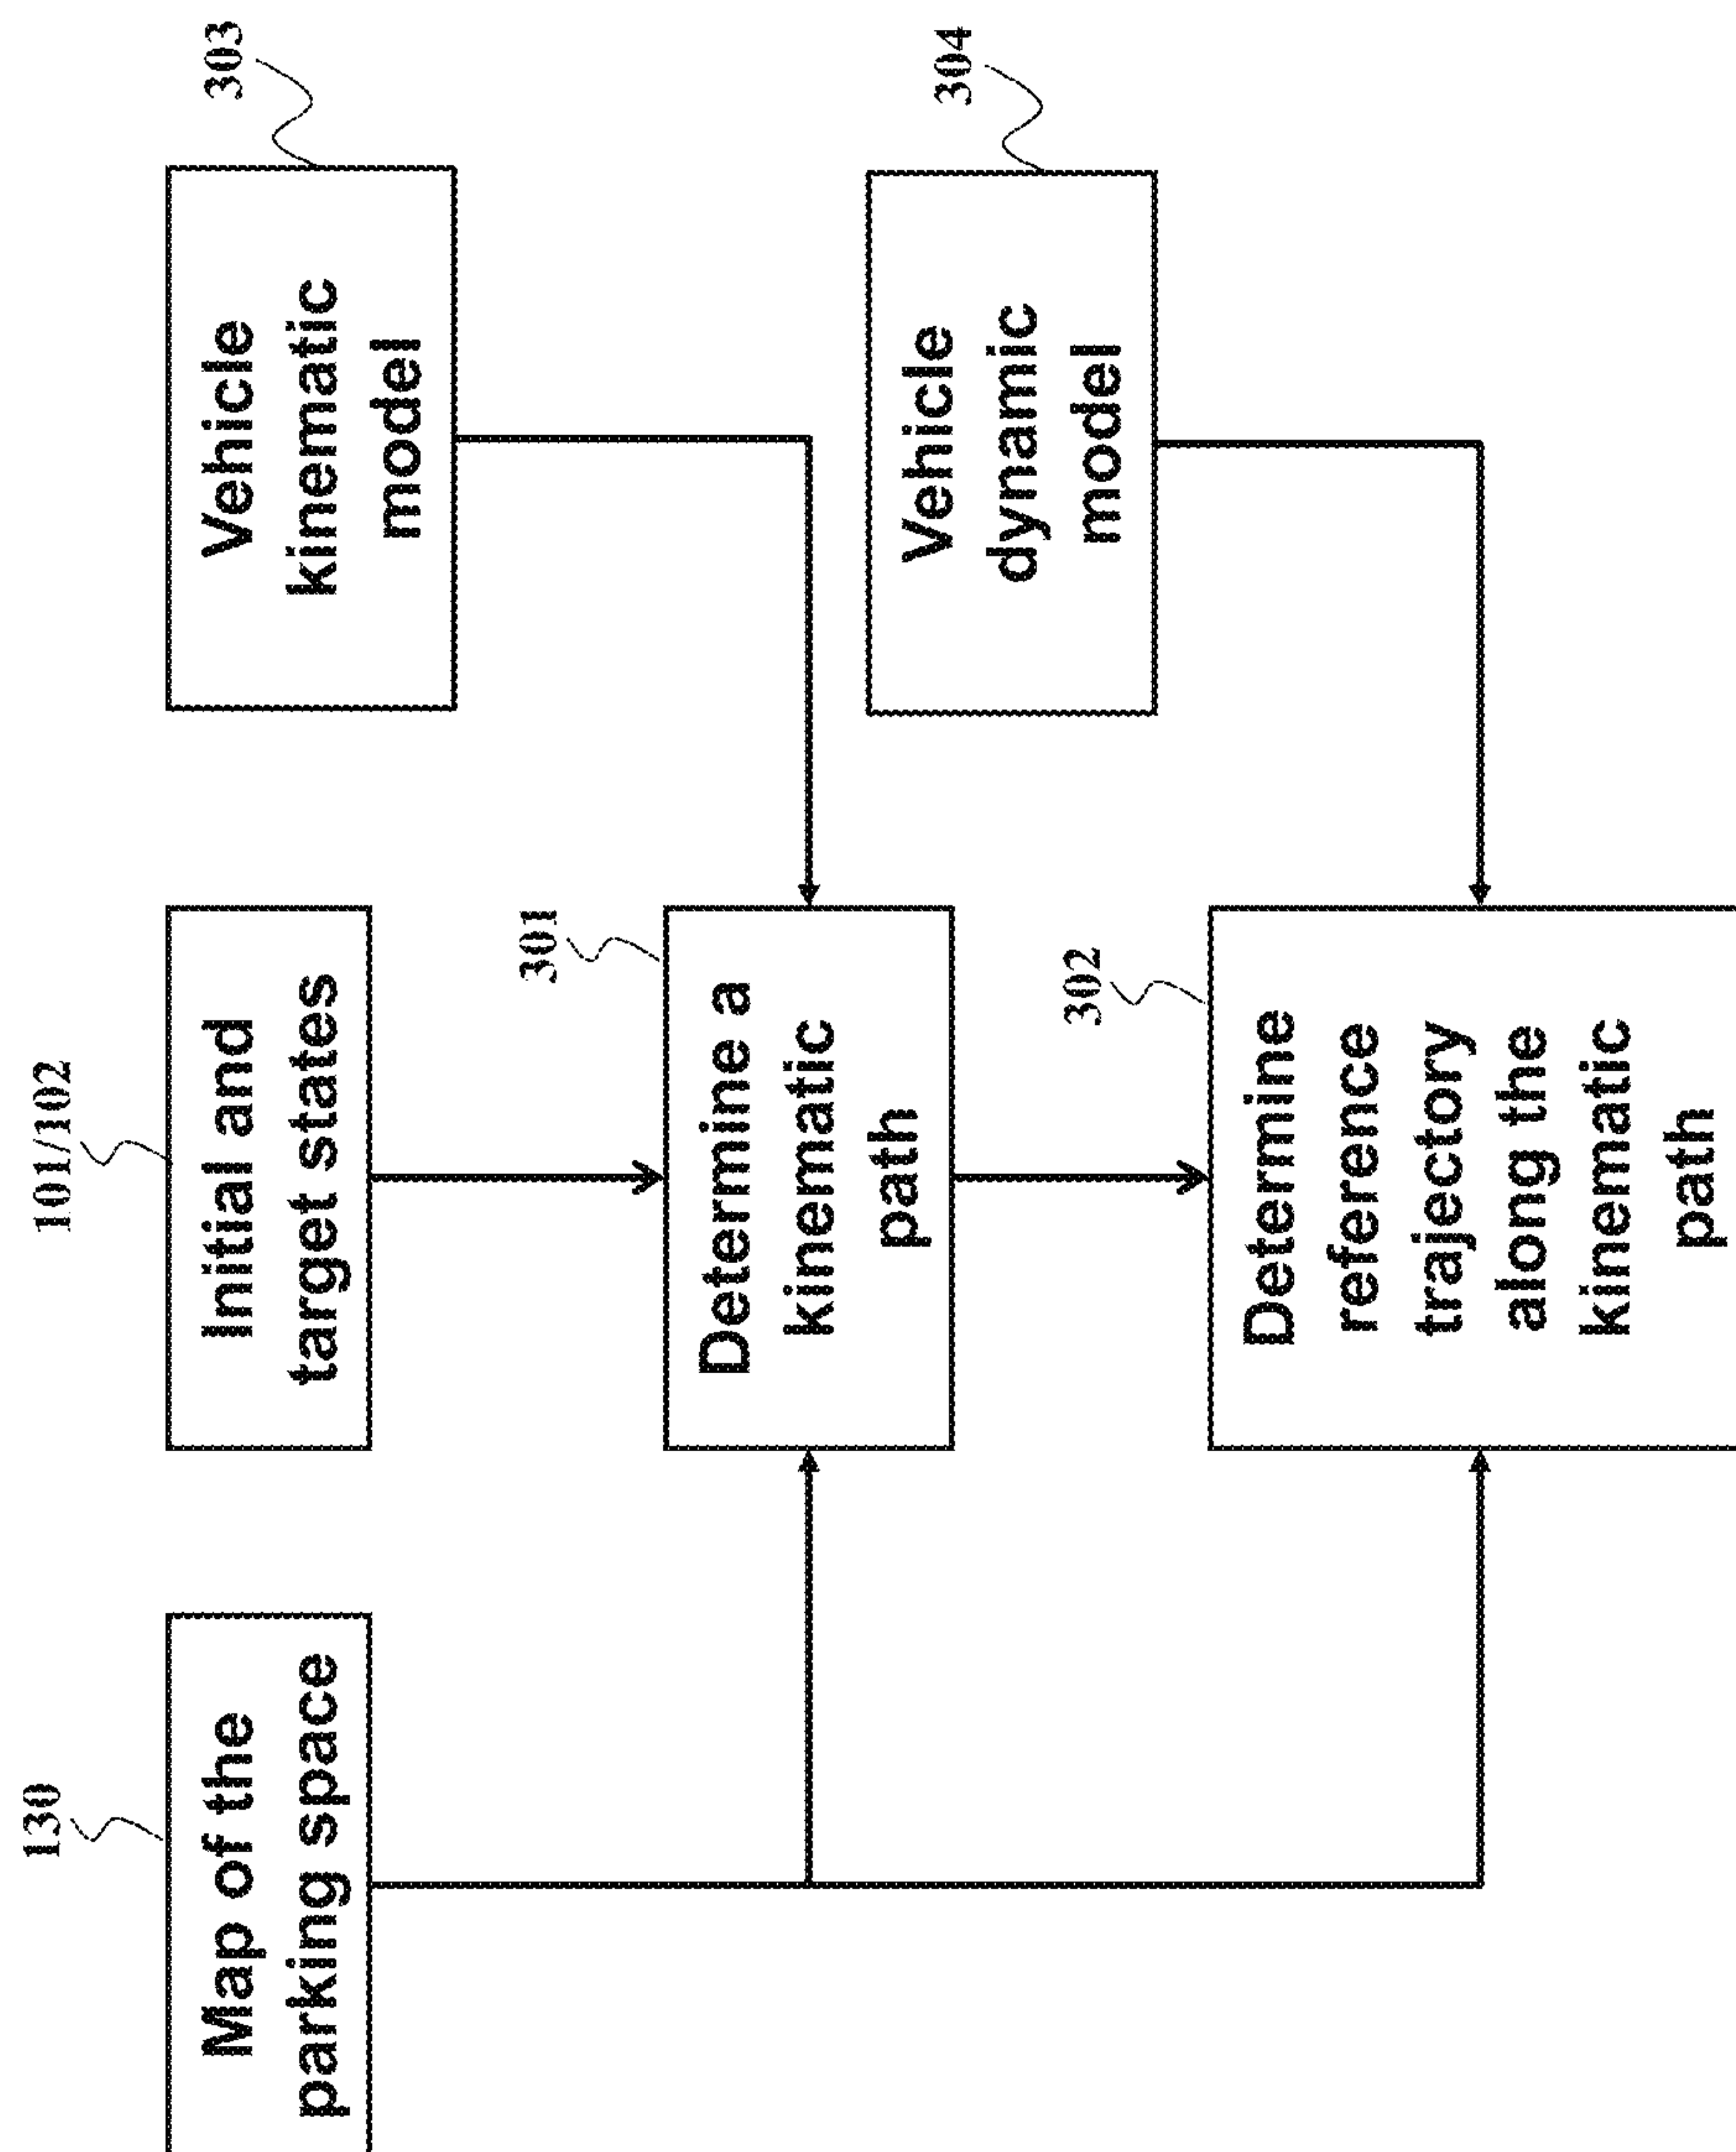 130
Map of the
parking space
101/102
Initial and
target states
303
Vehicle
kinematic
model
301
Determine a
kinematic
path
304
Vehicle
dynamic
model
302
Determine
reference
trajectory
along the
kinematic
path